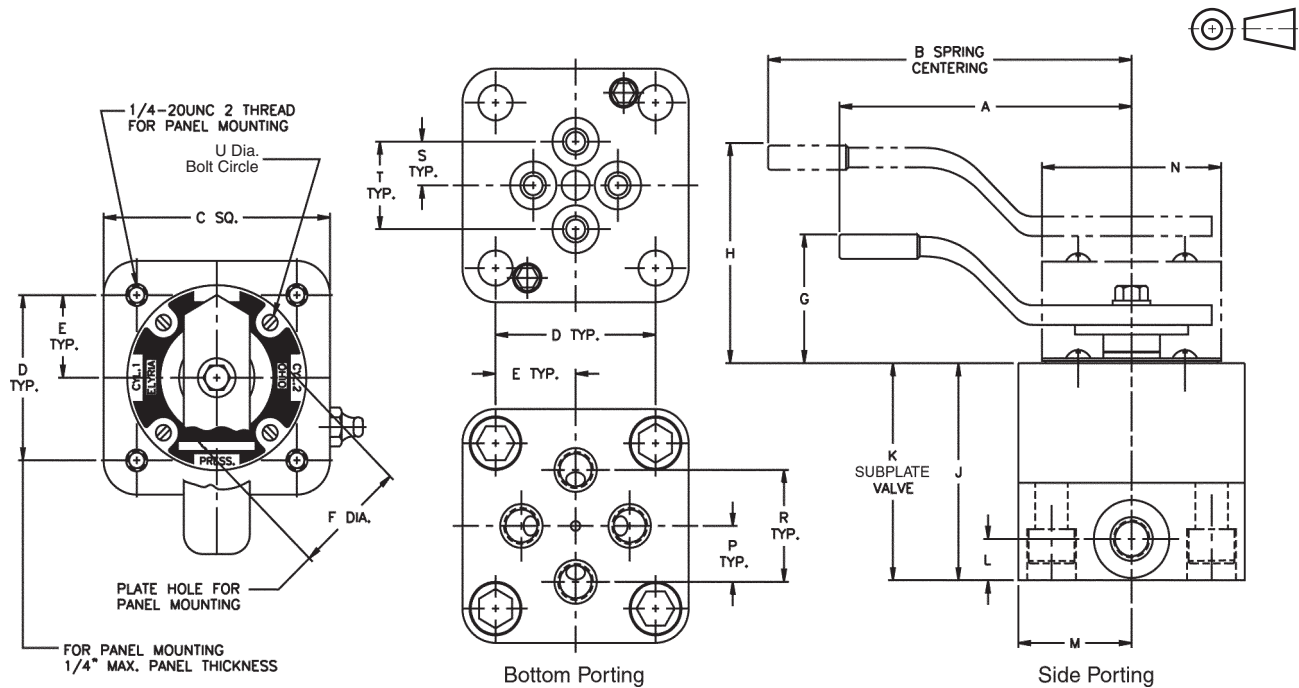 1/4-20UNC 2 THREAD
FOR PANEL MOUNTING
U Dia.
Bolt Circle
C SQ.
E
TYP.
D
TYP.
CYL.1
ELYRIA
OHIO
CYL.2
PRESS.
F DIA.
PLATE HOLE FOR
PANEL MOUNTING
FOR PANEL MOUNTING
1/4" MAX. PANEL THICKNESS
S
TYP.
T
TYP.
D TYP.
E TYP.
R
TYP.
P
TYP.
Bottom Porting
B SPRING
CENTERING
A
N
H
G
K
SUBPLATE
VALVE
J
L
M
Side Porting